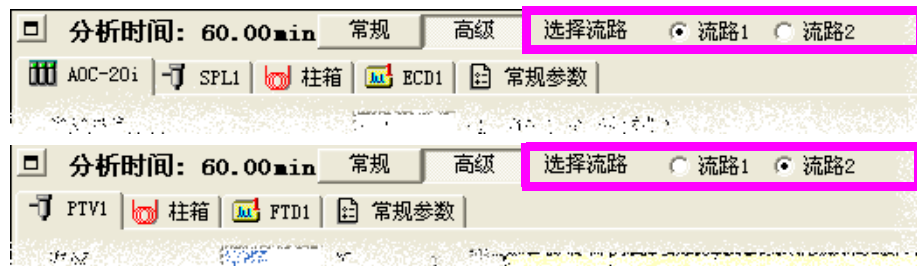 分析时间: 60.00min 常规 高级 选择流路 流路1 流路2
AOC-20i SPL1 柱箱 ECD1 常规参数
分析时间: 60.00min 常规 高级 选择流路 流路1 流路2
PTV1 柱箱 FTD1 常规参数